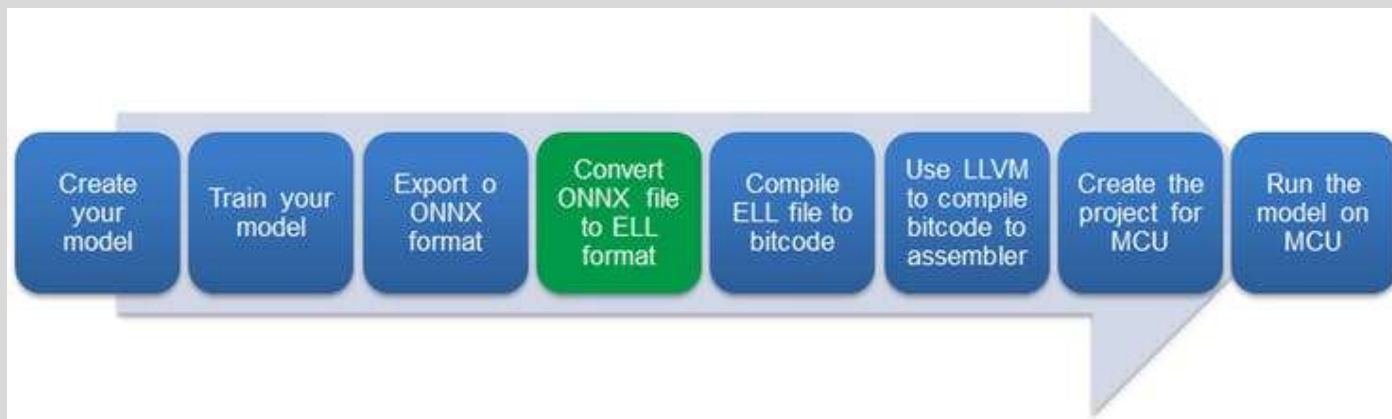 Create
your
model
Train your
model
Export o
ONNX
format
Convert
ONNX file
to ELL
format
Compile
ELL file to
bitcode
Use LLVM
to compile
bitcode to
assembler
Create the
project for
MCU
Run the
model on
MCU